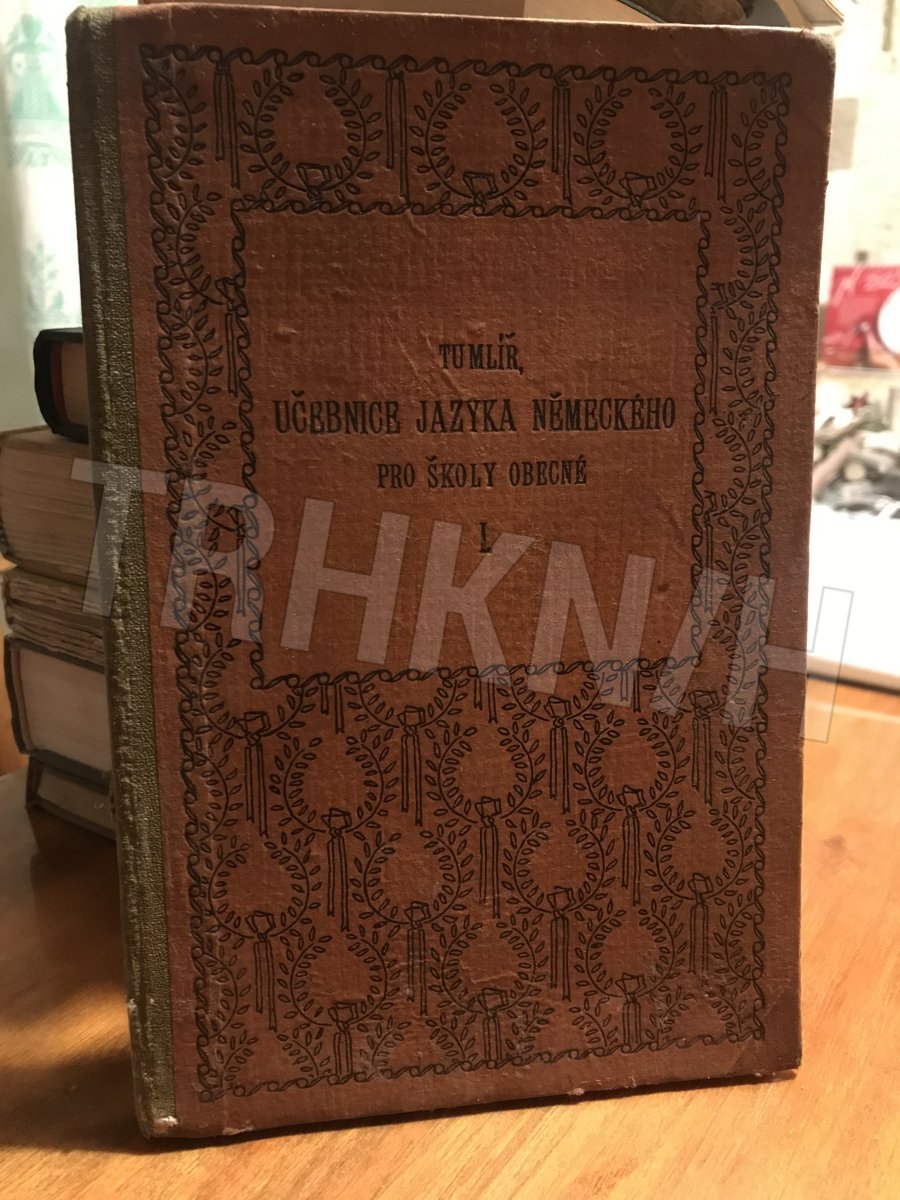 TUMLÍŘ,
UČEBNICE JAZYKA NĚMECKÉHO
PRO ŠKOLY OBECNÉ
I.
TRHKNIH